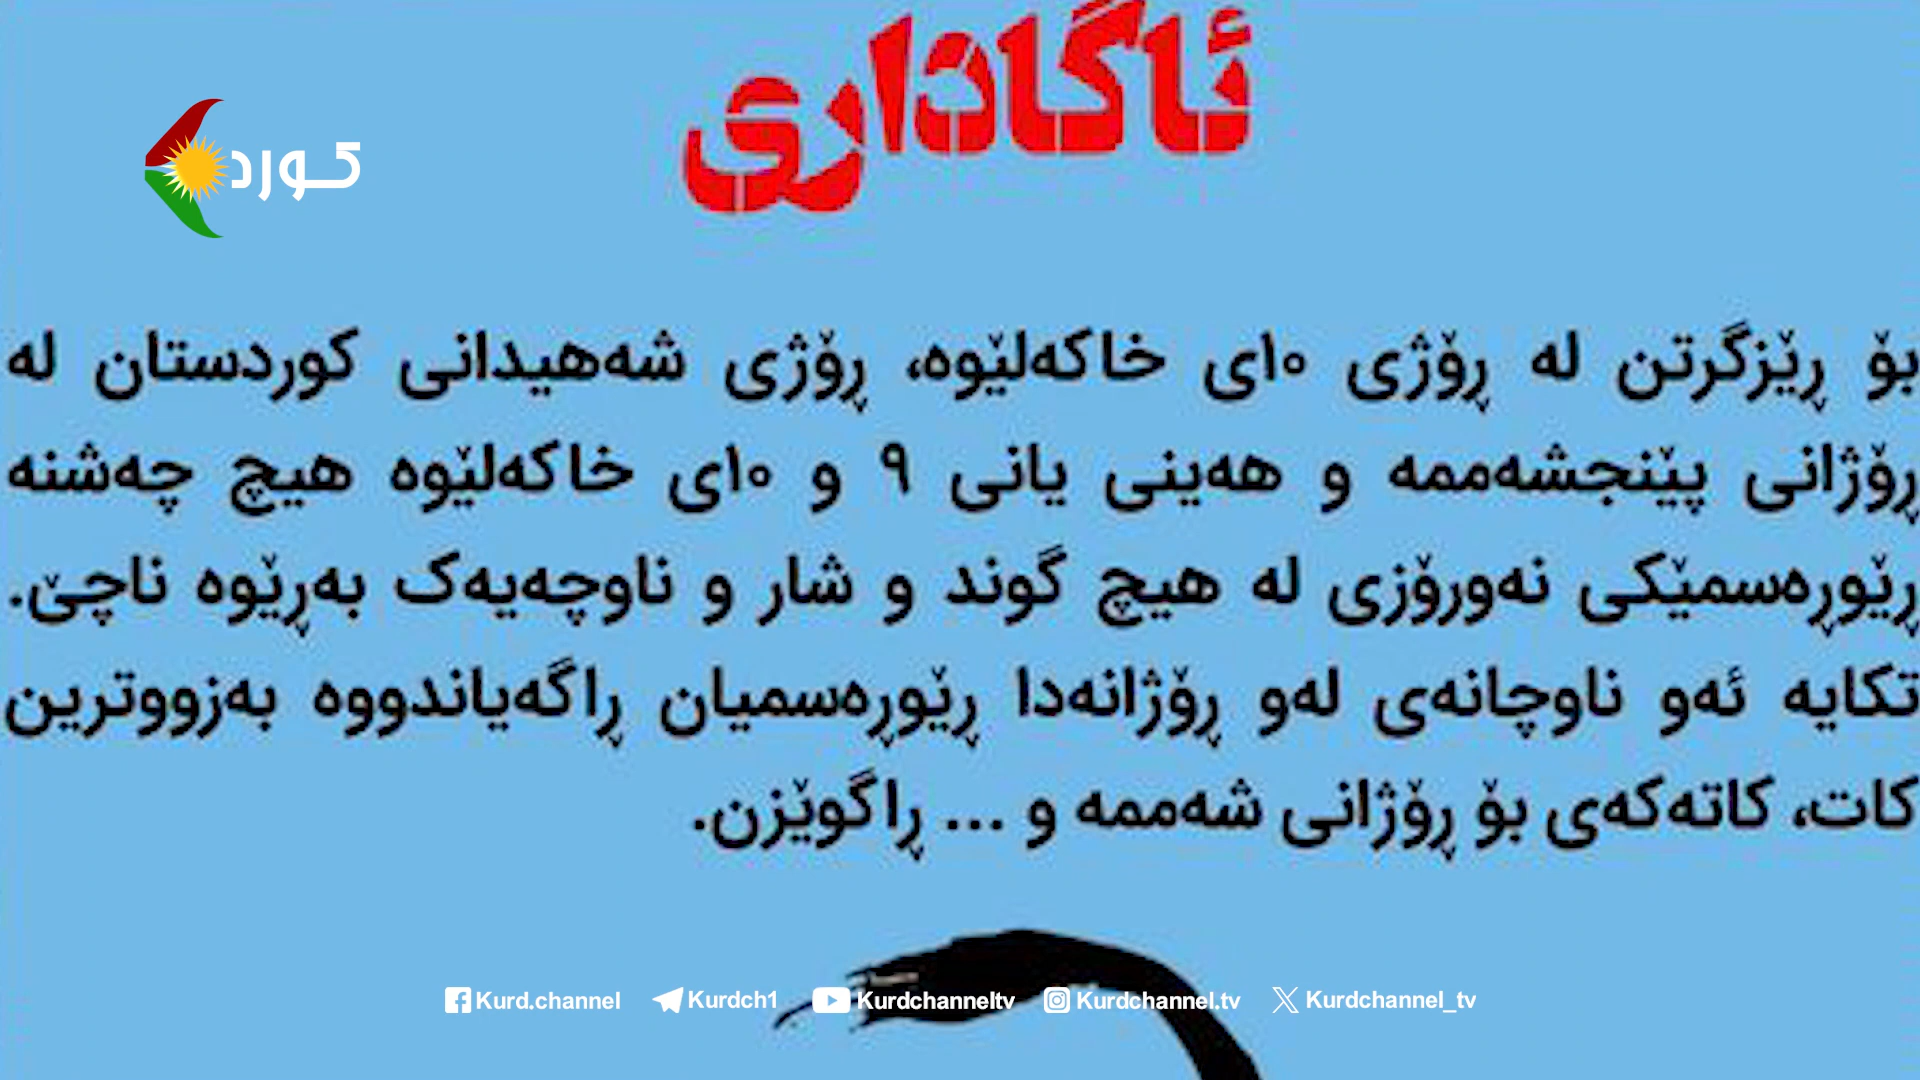 ئاگاداری
کورد
بۆ ڕێزگرتن لە ڕۆژی ١٠ی خاکەلێوە، ڕۆژی شەهیدانی کوردستان لە
ڕۆژانی پێنجشەممە و هەینی یانی ٩ و ١٠ی خاکەلێوە هیچ چەشنە
ڕێوڕەسمێکی نەورۆزی لە هیچ گوند و شار و ناوچەیەک بەڕێوە ناچێ.
تکایە ئەو ناوچانەی لەو ڕۆژانەدا ڕێوڕەسمیان ڕاگەیاندووە بەزووترین
کات، کاتەکەی بۆ ڕۆژانی شەممە و ... ڕاگوێزن.
Kurd.channel Kurdch1 Kurdchanneltv Kurdchannel.tv Kurdchannel_tv